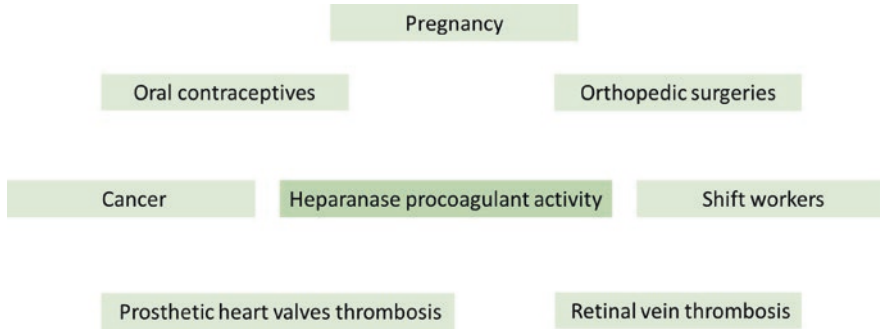 Pregnancy
Oral contraceptives
Orthopedic surgeries
Cancer
Heparanase procoagulant activity
Shift workers
Prosthetic heart valves thrombosis
Retinal vein thrombosis